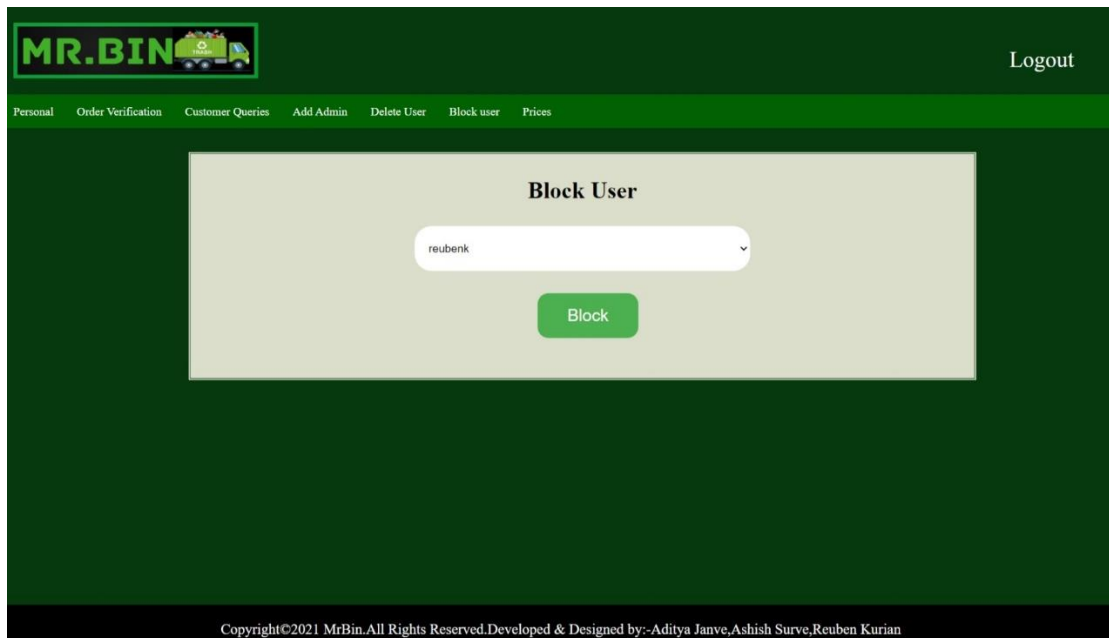 MR.BIN
TRASH
Logout
Personal Order Verification Customer Queries Add Admin Delete User Block user Prices
Block User
reubenk
Block
Copyright©2021 MrBin.All Rights Reserved.Developed & Designed by:-Aditya Janve,Ashish Surve,Reuben Kurian